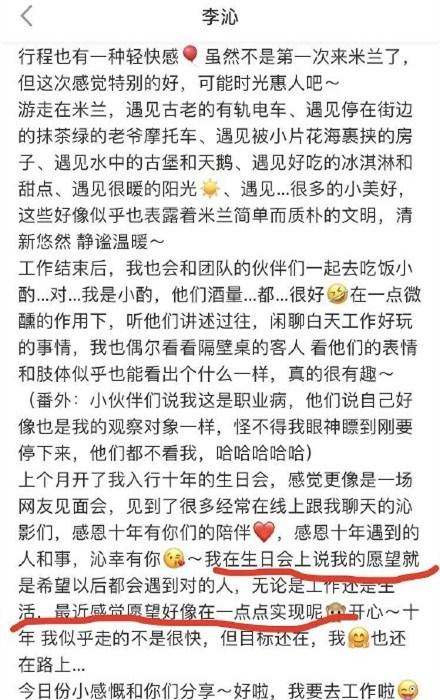 李沁
行程也有一种轻快感🎈虽然不是第一次来米兰了，
但这次感觉特别的好，可能时光惠人吧～
游走在米兰，遇见古老的有轨电车、遇见停在街边
的抹茶绿的老爷摩托车、遇见被小片花海裹挟的房
子、遇见水中的古堡和天鹅、遇见好吃的冰淇淋和
甜点、遇见很暖的阳光☀️、遇见...很多的小美好，
这些好像似乎也表露着米兰简单而质朴的文明，清
新悠然 静谧温暖～
工作结束后，我也会和团队的伙伴们一起去吃饭小
酌...对...我是小酌，他们酒量...都...很好🤣在一点微
醺的作用下，听他们讲述过往，闲聊白天工作好玩
的事情，我也偶尔看看隔壁桌的客人 看他们的表情
和肢体似乎也能看出个什么一样，真的很有趣～
（番外：小伙伴们说我这是职业病，他们说自己好
像也是我的观察对象一样，怪不得我眼神瞟到刚要
停下来，他们都不看我，哈哈哈哈哈）
上个月开了我入行十年的生日会，感觉更像是一场
网友见面会，见到了很多经常在线上跟我聊天的沁
影们，感恩十年有你们的陪伴❤️，感恩十年遇到的
人和事，沁幸有你😘～我在生日会上说我的愿望就
是希望以后都会遇到对的人，无论是工作还是生
活，最近感觉愿望好像在一点点实现呢🙊开心～十
年 我似乎走的不是很快，但目标还在，我🤗也还
在路上...
今日份小感慨和你们分享～好啦，我要去工作啦😜